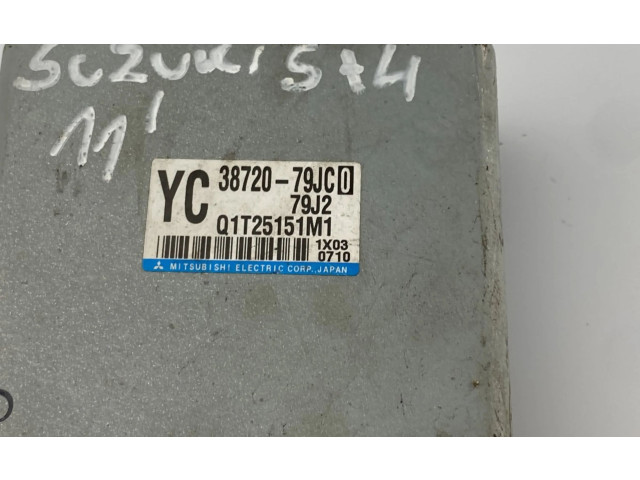 Suzuki Sx4
11'
YC 38720-79JC0
79J2
Q1T25151M1
1X03
0710
MITSUBISHI ELECTRIC CORP., JAPAN